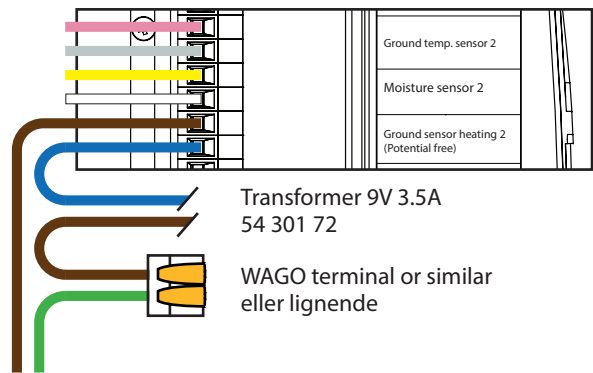 Ground temp. sensor 2
Moisture sensor 2
Ground sensor heating 2
(Potential free)
Transformer 9V 3.5A
54 301 72
WAGO terminal or similar
eller lignende